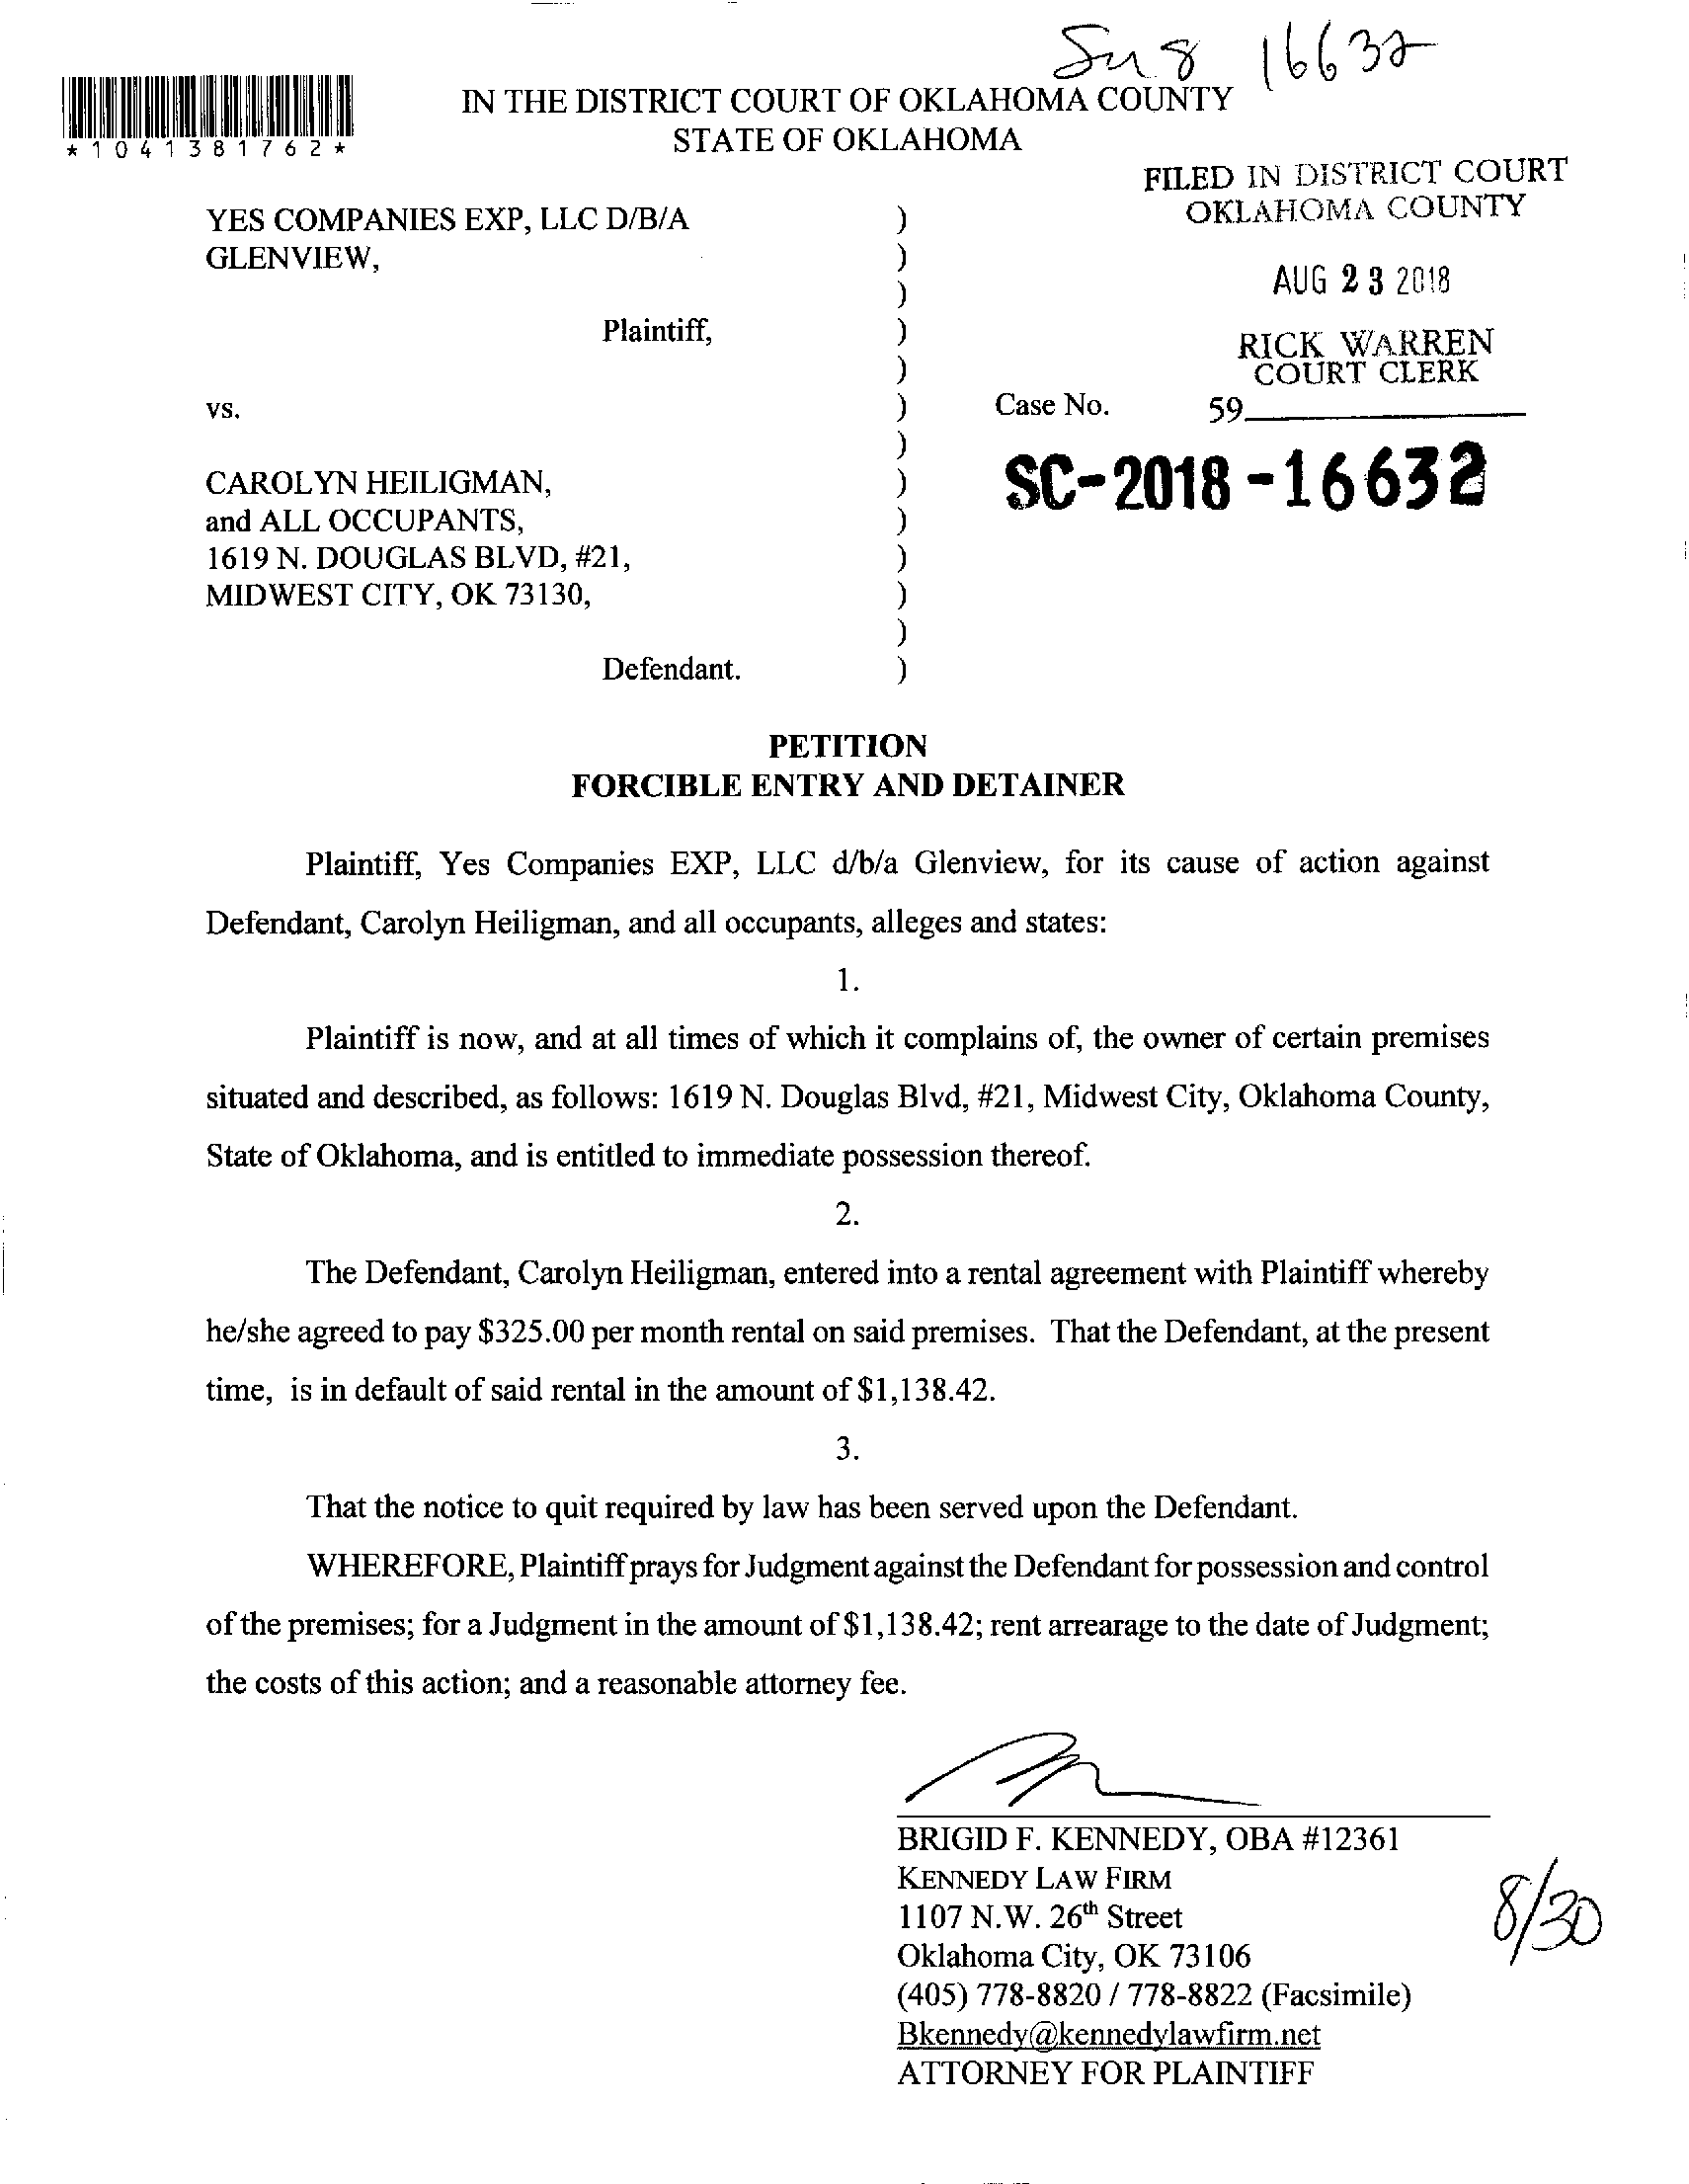 16632
IN THE DISTRICT COURT OF OKLAHOMA COUNTY
STATE OF OKLAHOMA
*1041381762*
FILED IN DISTRICT COURT
OKLAHOMA COUNTY
AUG 23 2018
RICK WARREN
COURT CLERK
59
YES COMPANIES EXP, LLC D/B/A )
GLENVIEW, )
)
Plaintiff, )
)
vs. ) Case No.
)
SC-2018-16632
CAROLYN HEILIGMAN, )
and ALL OCCUPANTS, )
1619 N. DOUGLAS BLVD, #21, )
MIDWEST CITY, OK 73130, )
)
Defendant. )
PETITION
FORCIBLE ENTRY AND DETAINER
Plaintiff, Yes Companies EXP, LLC d/b/a Glenview, for its cause of action against
Defendant, Carolyn Heiligman, and all occupants, alleges and states:
1.
Plaintiff is now, and at all times of which it complains of, the owner of certain premises
situated and described, as follows: 1619 N. Douglas Blvd, #21, Midwest City, Oklahoma County,
State of Oklahoma, and is entitled to immediate possession thereof.
2.
The Defendant, Carolyn Heiligman, entered into a rental agreement with Plaintiff whereby
he/she agreed to pay $325.00 per month rental on said premises. That the Defendant, at the present
time, is in default of said rental in the amount of $1,138.42.
3.
That the notice to quit required by law has been served upon the Defendant.
WHEREFORE, Plaintiff prays for Judgment against the Defendant for possession and control
of the premises; for a Judgment in the amount of $1,138.42; rent arrearage to the date of Judgment;
the costs of this action; and a reasonable attorney fee.
BRIGID F. KENNEDY, OBA #12361
KENNEDY LAW FIRM
1107 N.W. 26th Street
Oklahoma City, OK 73106
(405) 778-8820 / 778-8822 (Facsimile)
Bkennedy@kennedylawfirm.net
ATTORNEY FOR PLAINTIFF
8/30